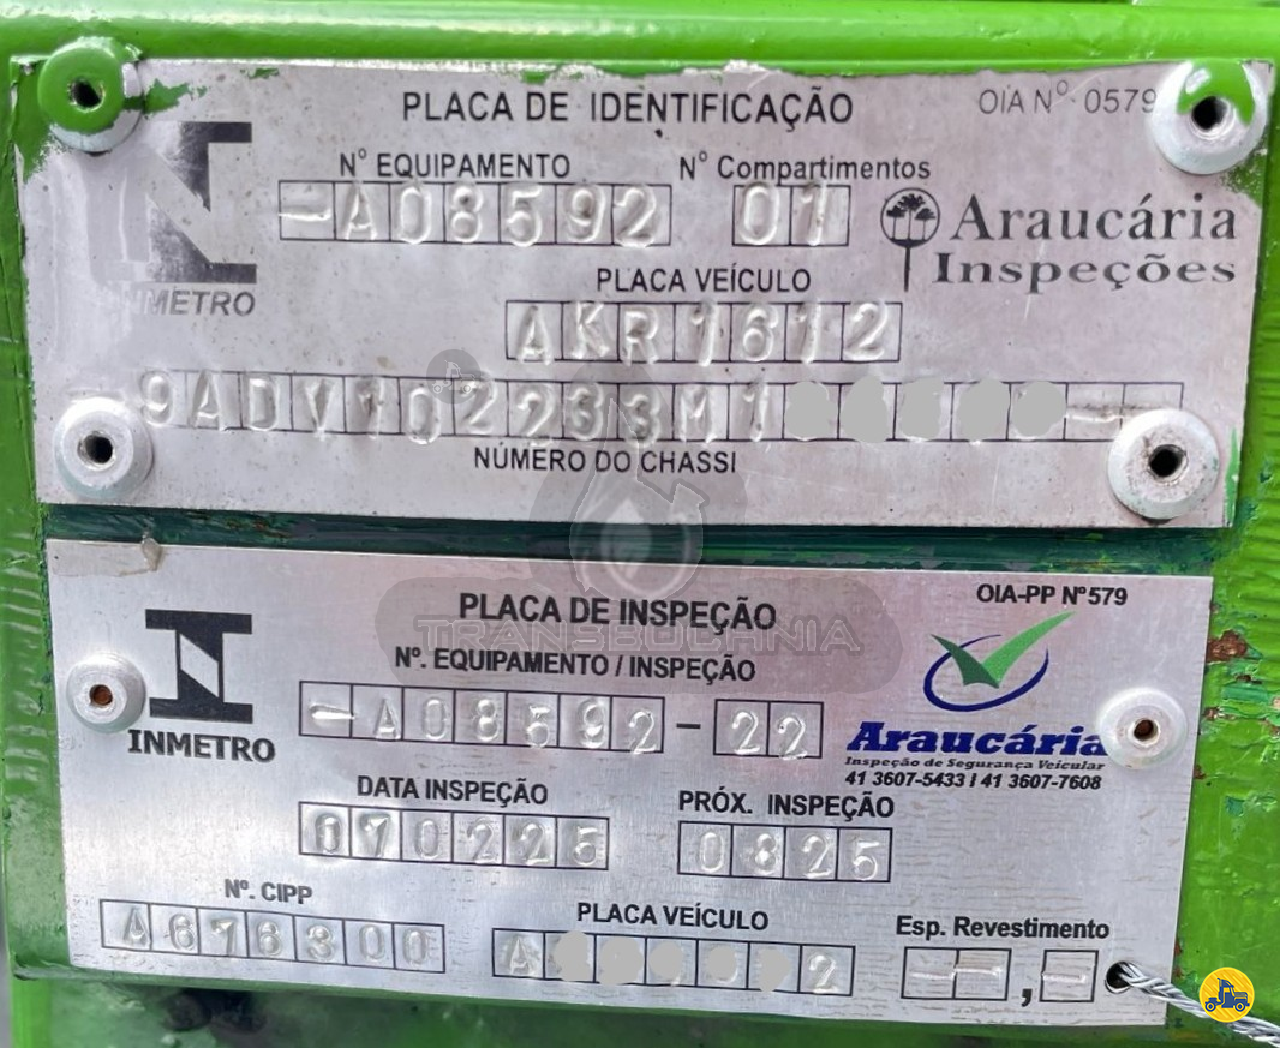 PLACA DE IDENTIFICAÇÃO
OIA Nº 0579
Nº EQUIPAMENTO
Nº Compartimentos
-A08592
01
Araucária
Inspeções
INMETRO
PLACA VEÍCULO
AKR1612
9ADV102233M1
NÚMERO DO CHASSI
TRANSBOCHNIA
PLACA DE INSPEÇÃO
OIA-PP Nº579
Nº. EQUIPAMENTO / INSPEÇÃO
-A08592-22
INMETRO
Araucária
Inspeção de Segurança Veicular
41 3607-5433 / 41 3607-7608
DATA INSPEÇÃO
PRÓX. INSPEÇÃO
070225
0825
Nº. CIPP
PLACA VEÍCULO
Esp. Revestimento
A676300
A
2
--,-